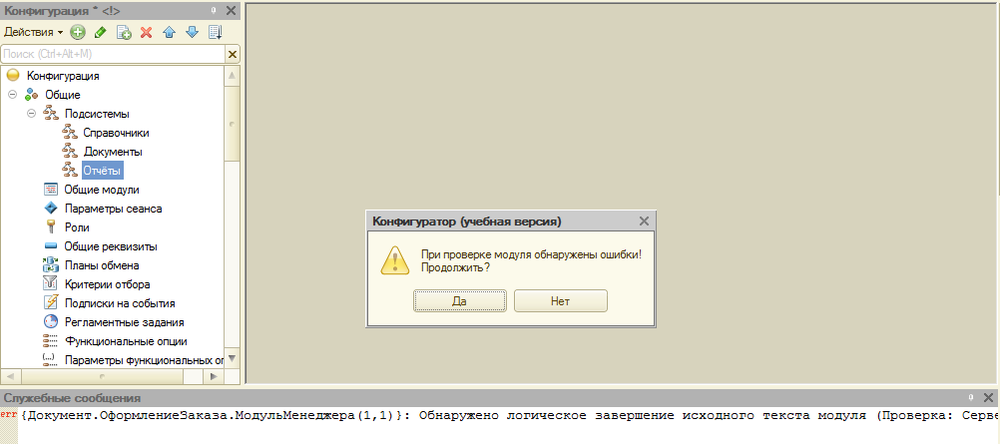 Конфигурация * <!>
Действия
Поиск (Ctrl+Alt+M)
Конфигурация
Общие
Подсистемы
Справочники
Документы
Отчёты
Общие модули
Параметры сеанса
Роли
Общие реквизиты
Планы обмена
Критерии отбора
Подписки на события
Регламентные задания
Функциональные опции
Параметры функциональных оп
Конфигуратор (учебная версия)
При проверке модуля обнаружены ошибки!
Продолжить?
Да
Нет
Служебные сообщения
err {Документ.ОформлениеЗаказа.МодульМенеджера(1,1)}: Обнаружено логическое завершение исходного текста модуля (Проверка: Серве